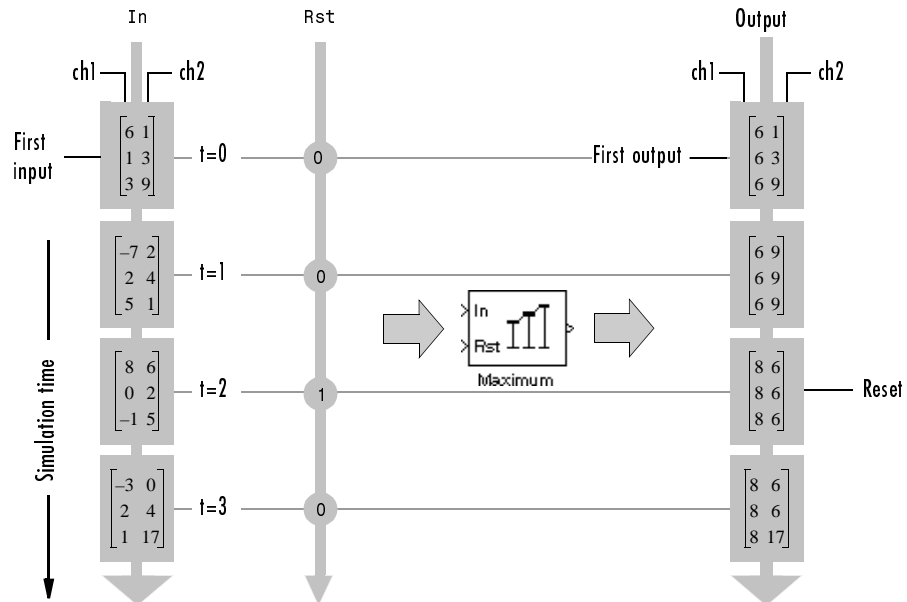 In Rst Output
ch1 ch2 ch1 ch2
First input
6 1
1 3
3 9
t=0
0
First output
6 1
6 3
6 9
–7 2
2 4
5 1
t=1
0
6 9
6 9
6 9
In
Rst
Maximum
Simulation time
8 6
0 2
–1 5
t=2
1
8 6
8 6
8 6
Reset
–3 0
2 4
1 17
t=3
0
8 6
8 6
8 17